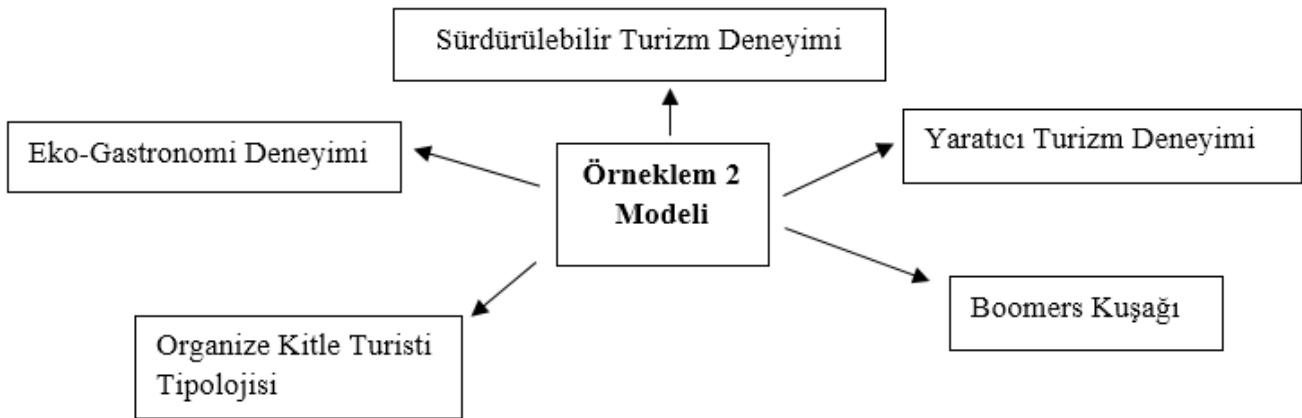 Sürdürülebilir Turizm Deneyimi
Eko-Gastronomi Deneyimi
Yaratıcı Turizm Deneyimi
Örneklem 2
Modeli
Boomers Kuşağı
Organize Kitle Turisti
Tipolojisi